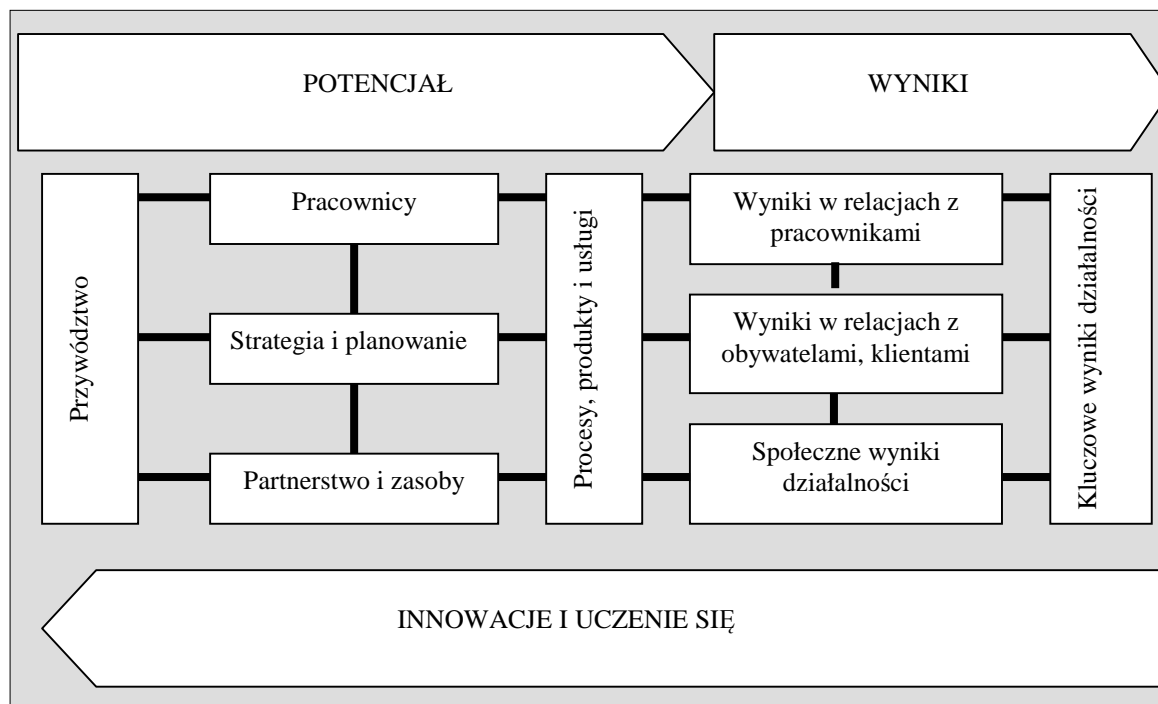 POTENCJAŁ
WYNIKI
Przywództwo
Pracownicy
Strategia i planowanie
Partnerstwo i zasoby
Procesy, produkty i usługi
Wyniki w relacjach z
pracownikami
Wyniki w relacjach z
obywatelami, klientami
Społeczne wyniki
działalności
Kluczowe wyniki działalności
INNOWACJE I UCZENIE SIĘ